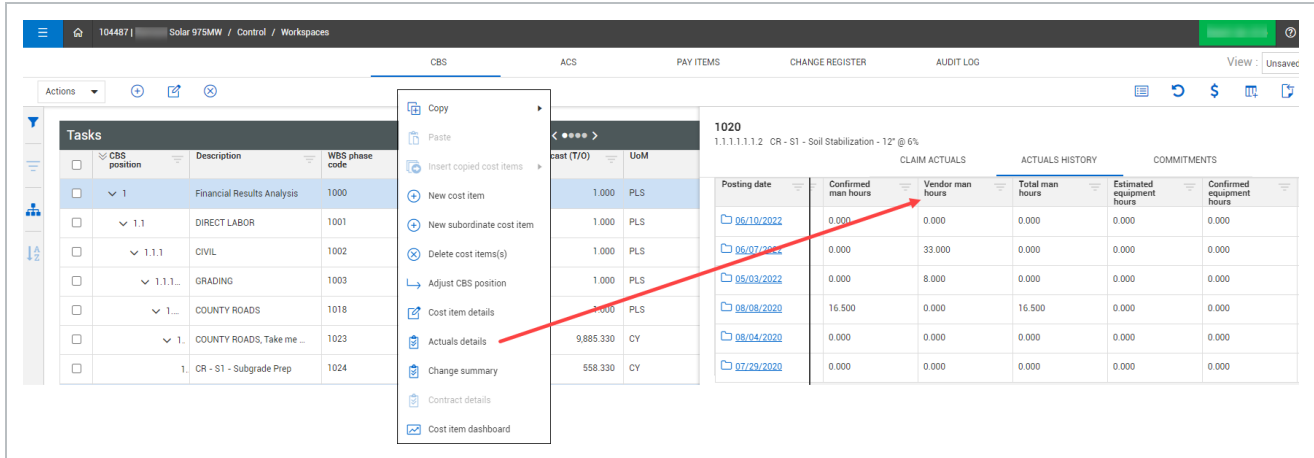 104487 | Solar 975MW / Control / Workspaces
CBS ACS PAY ITEMS CHANGE REGISTER AUDIT LOG View : Unsaved
Actions
Tasks
CBS position Description WBS phase code cast (T/O) UoM
1 Financial Results Analysis 1000 1.000 PLS
1.1 DIRECT LABOR 1001 1.000 PLS
1.1.1 CIVIL 1002 1.000 PLS
1.1.1... GRADING 1003 1.000 PLS
1.... COUNTY ROADS 1018 1.000 PLS
1. COUNTY ROADS, Take me ... 1023 9,885.330 CY
1. CR - S1 - Subgrade Prep 1024 558.330 CY
Copy
Paste
Insert copied cost items
New cost item
New subordinate cost item
Delete cost items(s)
Adjust CBS position
Cost item details
Actuals details
Change summary
Contract details
Cost item dashboard
1020
1.1.1.1.1.2 CR - S1 - Soil Stabilization - 12" @ 6%
CLAIM ACTUALS ACTUALS HISTORY COMMITMENTS
Posting date Confirmed man hours Vendor man hours Total man hours Estimated equipment hours Confirmed equipment hours
06/10/2022 0.000 0.000 0.000 0.000 0.000
06/07/2022 0.000 33.000 0.000 0.000 0.000
05/03/2022 0.000 8.000 0.000 0.000 0.000
08/08/2020 16.500 0.000 16.500 0.000 0.000
08/04/2020 0.000 0.000 0.000 0.000 0.000
07/29/2020 0.000 0.000 0.000 0.000 0.000